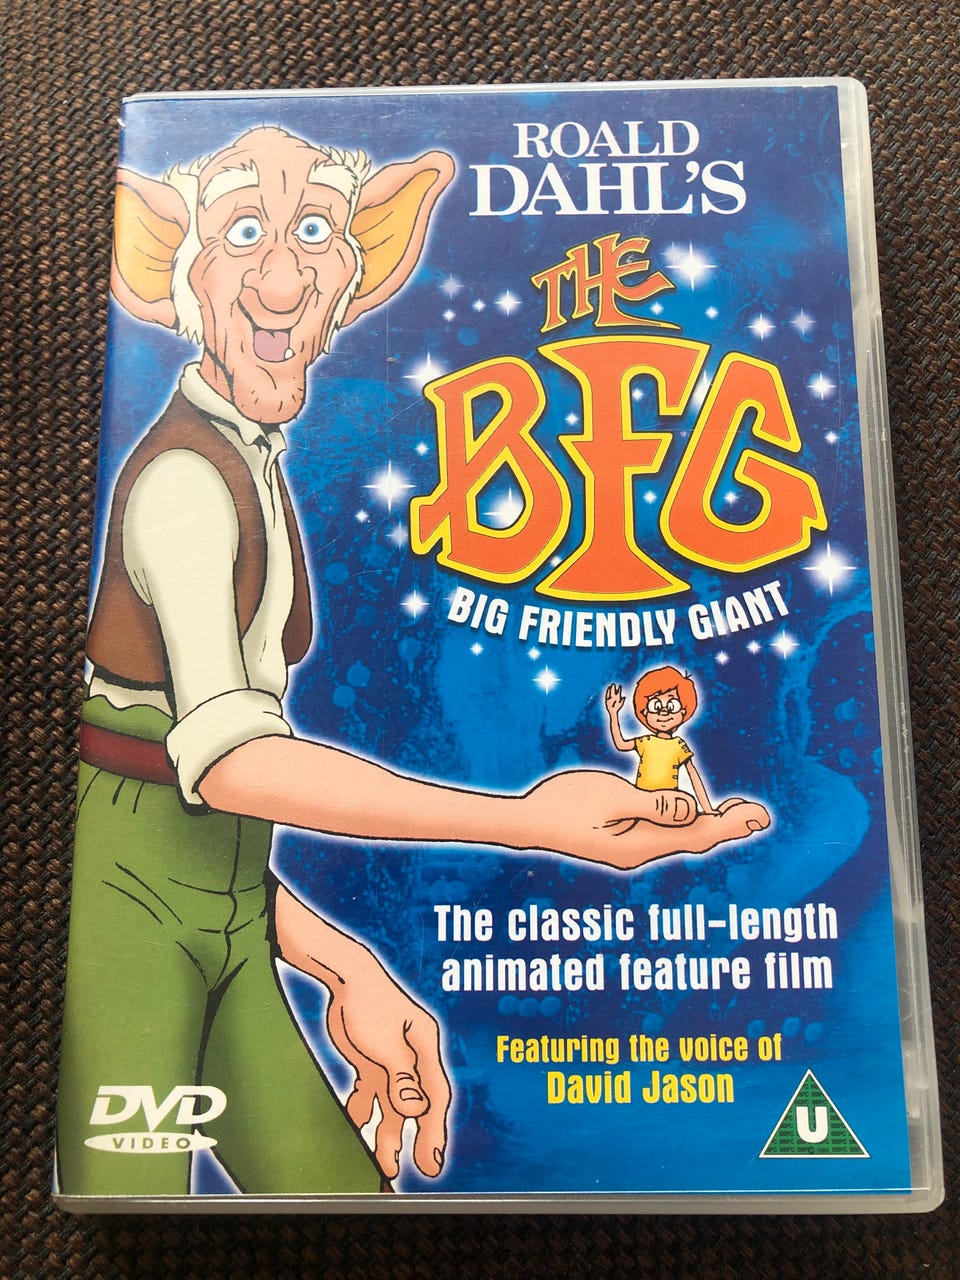 ROALD
DAHL'S
THE
BFG
BIG FRIENDLY GIANT
The classic full-length
animated feature film
Featuring the voice of
David Jason
DVD
VIDEO
U